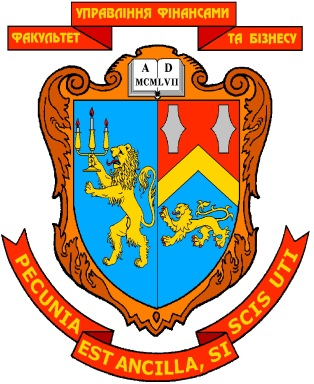 УПРАВЛІННЯ ФІНАНСАМИ
ФАКУЛЬТЕТ ТА БІЗНЕСУ
A D
MCMLVII
PECUNIA EST ANCILLA, SI SCIS UTI